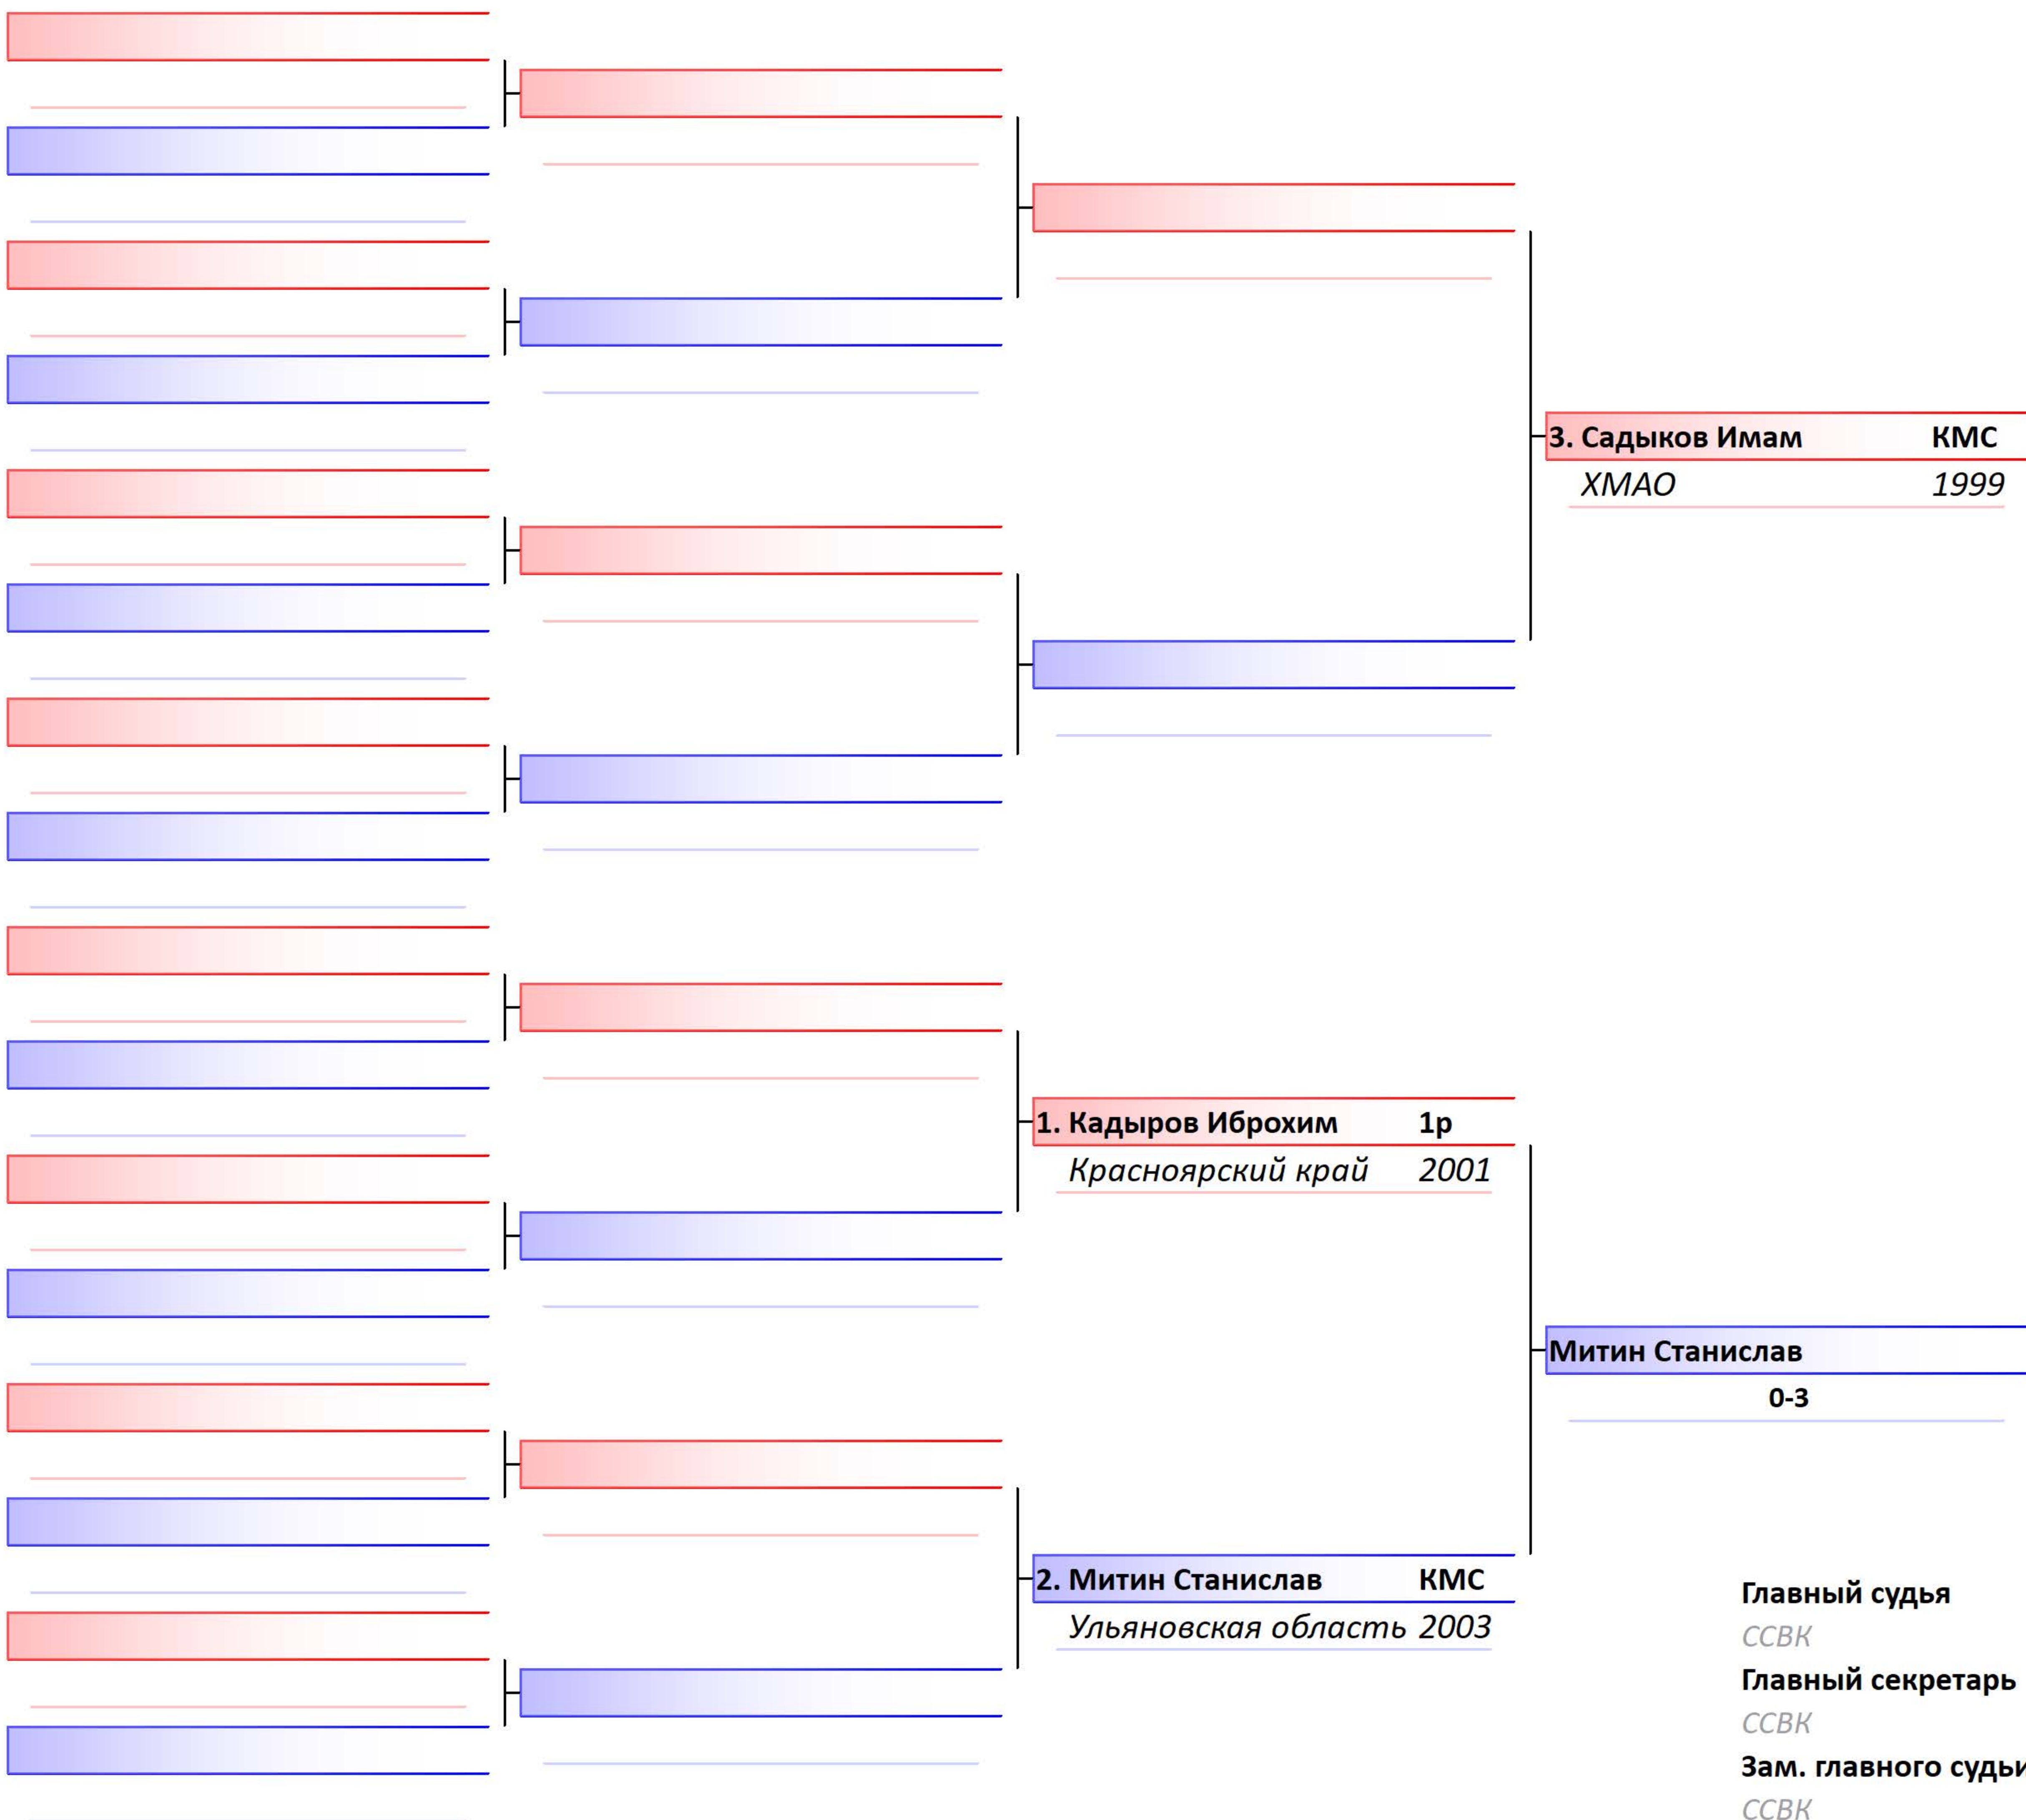 3. Садыков Имам КМС
ХМАО 1999
1. Кадыров Иброхим 1р
Красноярский край 2001
Митин Станислав
0-3
2. Митин Станислав КМС
Ульяновская область 2003
Главный судья
ССВК
Главный секретарь
ССВК
Зам. главного судьи
ССВК